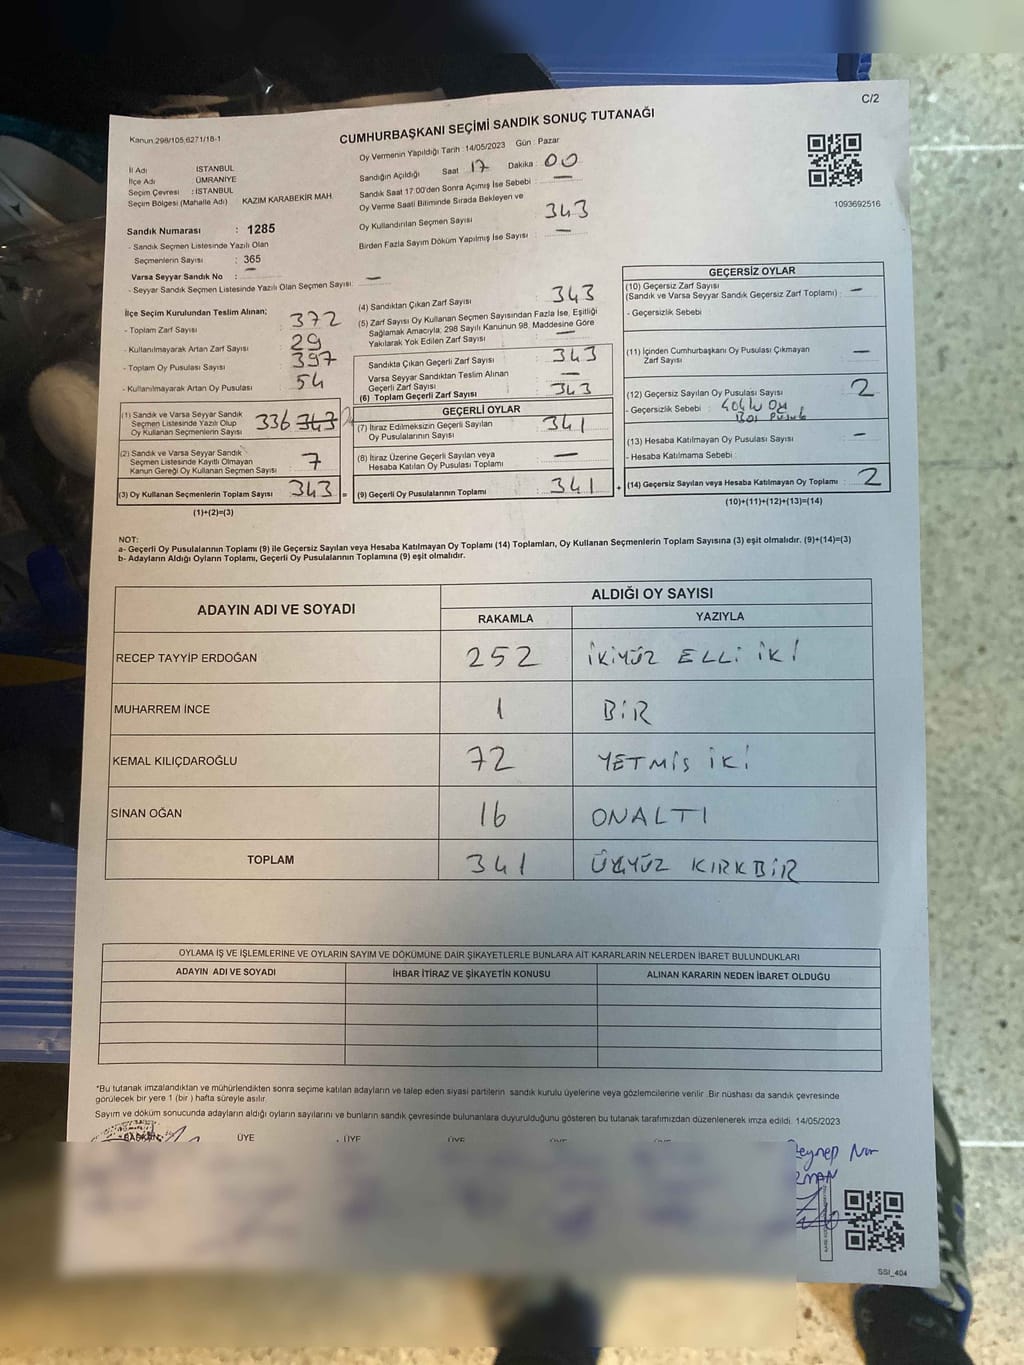 C/2
Kanun.298/105,6271/18-1
CUMHURBAŞKANI SEÇİMİ SANDIK SONUÇ TUTANAĞI
İl Adı İSTANBUL
İlçe Adı ÜMRANİYE
Seçim Çevresi : İSTANBUL
Seçim Bölgesi (Mahalle Adı) KAZIM KARABEKİR MAH.
Oy Vermenin Yapıldığı Tarih : 14/05/2023 Gün : Pazar
Sandığın Açıldığı Saat 17 Dakika : 00
Sandık Saat 17:00'den Sonra Açımış İse Sebebi : —
Oy Verme Saati Bitiminde Sırada Bekleyen ve
Oy Kullandırılan Seçmen Sayısı 343
Birden Fazla Sayım Döküm Yapılmış İse Sayısı : —
1093692516
Sandık Numarası : 1285
- Sandık Seçmen Listesinde Yazılı Olan
Seçmenlerin Sayısı : 365
Varsa Seyyar Sandık No : —
- Seyyar Sandık Seçmen Listesinde Yazılı Olan Seçmen Sayısı: —
İlçe Seçim Kurulundan Teslim Alınan;
- Toplam Zarf Sayısı 372
- Kullanılmayarak Artan Zarf Sayısı : 29
- Toplam Oy Pusulası Sayısı : 397
- Kullanılmayarak Artan Oy Pusulası : 54
(1) Sandık ve Varsa Seyyar Sandık
Seçmen Listesinde Yazılı Olup
Oy Kullanan Seçmenlerin Sayısı 336 343
(2) Sandık ve Varsa Seyyar Sandık
Seçmen Listesinde Kayıtlı Olmayan
Kanun Gereği Oy Kullanan Seçmen Sayısı : 7
(3) Oy Kullanan Seçmenlerin Toplam Sayısı : 343 =
(1)+(2)=(3)
(4) Sandıktan Çıkan Zarf Sayısı : 343
(5) Zarf Sayısı Oy Kullanan Seçmen Sayısından Fazla İse, Eşitliği
Sağlamak Amacıyla; 298 Sayılı Kanunun 98. Maddesine Göre
Yakılarak Yok Edilen Zarf Sayısı : —
Sandıkta Çıkan Geçerli Zarf Sayısı : 343
Varsa Seyyar Sandıktan Teslim Alınan
Geçerli Zarf Sayısı —
(6) Toplam Geçerli Zarf Sayısı : 343
GEÇERLİ OYLAR
(7) İtiraz Edilmeksizin Geçerli Sayılan
Oy Pusulalarının Sayısı : 341
(8) İtiraz Üzerine Geçerli Sayılan veya
Hesaba Katılan Oy Pusulası Toplamı : —
(9) Geçerli Oy Pusulalarının Toplamı : 341 +
GEÇERSİZ OYLAR
(10) Geçersiz Zarf Sayısı
(Sandık ve Varsa Seyyar Sandık Geçersiz Zarf Toplamı) : —
- Geçersizlik Sebebi
(11) İçinden Cumhurbaşkanı Oy Pusulası Çıkmayan
Zarf Sayısı —
(12) Geçersiz Sayılan Oy Pusulası Sayısı : 2
- Geçersizlik Sebebi :
(13) Hesaba Katılmayan Oy Pusulası Sayısı : —
- Hesaba Katılmama Sebebi :
(14) Geçersiz Sayılan veya Hesaba Katılmayan Oy Toplamı : 2
(10)+(11)+(12)+(13)=(14)
NOT:
a- Geçerli Oy Pusulalarının Toplamı (9) ile Geçersiz Sayılan veya Hesaba Katılmayan Oy Toplamı (14) Toplamları, Oy Kullanan Seçmenlerin Toplam Sayısına (3) eşit olmalıdır. (9)+(14)=(3)
b- Adayların Aldığı Oyların Toplamı, Geçerli Oy Pusulalarının Toplamına (9) eşit olmalıdır.
ADAYIN ADI VE SOYADI ALDIĞI OY SAYISI
RAKAMLA YAZIYLA
RECEP TAYYİP ERDOĞAN 252 İKİYÜZ ELLİ İKİ
MUHARREM İNCE 1 BİR
KEMAL KILIÇDAROĞLU 72 YETMİŞ İKİ
SİNAN OĞAN 16 ONALTI
TOPLAM 341 ÜÇYÜZ KIRKBİR
OYLAMA İŞ VE İŞLEMLERİNE VE OYLARIN SAYIM VE DÖKÜMÜNE DAİR ŞİKAYETLERLE BUNLARA AİT KARARLARIN NELERDEN İBARET BULUNDUKLARI
ADAYIN ADI VE SOYADI İHBAR İTİRAZ VE ŞİKAYETİN KONUSU ALINAN KARARIN NEDEN İBARET OLDUĞU
*Bu tutanak imzalandıktan ve mühürlendikten sonra seçime katılan adayların ve talep eden siyasi partilerin sandık kurulu üyelerine veya gözlemcilerine verilir .Bir nüshası da sandık çevresinde
görülecek bir yere 1 (bir ) hafta süreyle asılır.
Sayım ve döküm sonucunda adayların aldığı oyların sayılarını ve bunların sandık çevresinde bulunanlara duyurulduğunu gösteren bu tutanak tarafımızdan düzenlenerek imza edildi. 14/05/2023
BAŞKAN ÜYE ÜYE ÜYE
Zeynep Nur
SSI_404